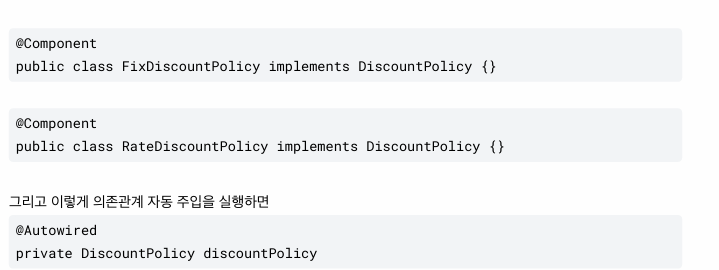 @Component
public class FixDiscountPolicy implements DiscountPolicy {}
@Component
public class RateDiscountPolicy implements DiscountPolicy {}
그리고 이렇게 의존관계 자동 주입을 실행하면
@Autowired
private DiscountPolicy discountPolicy